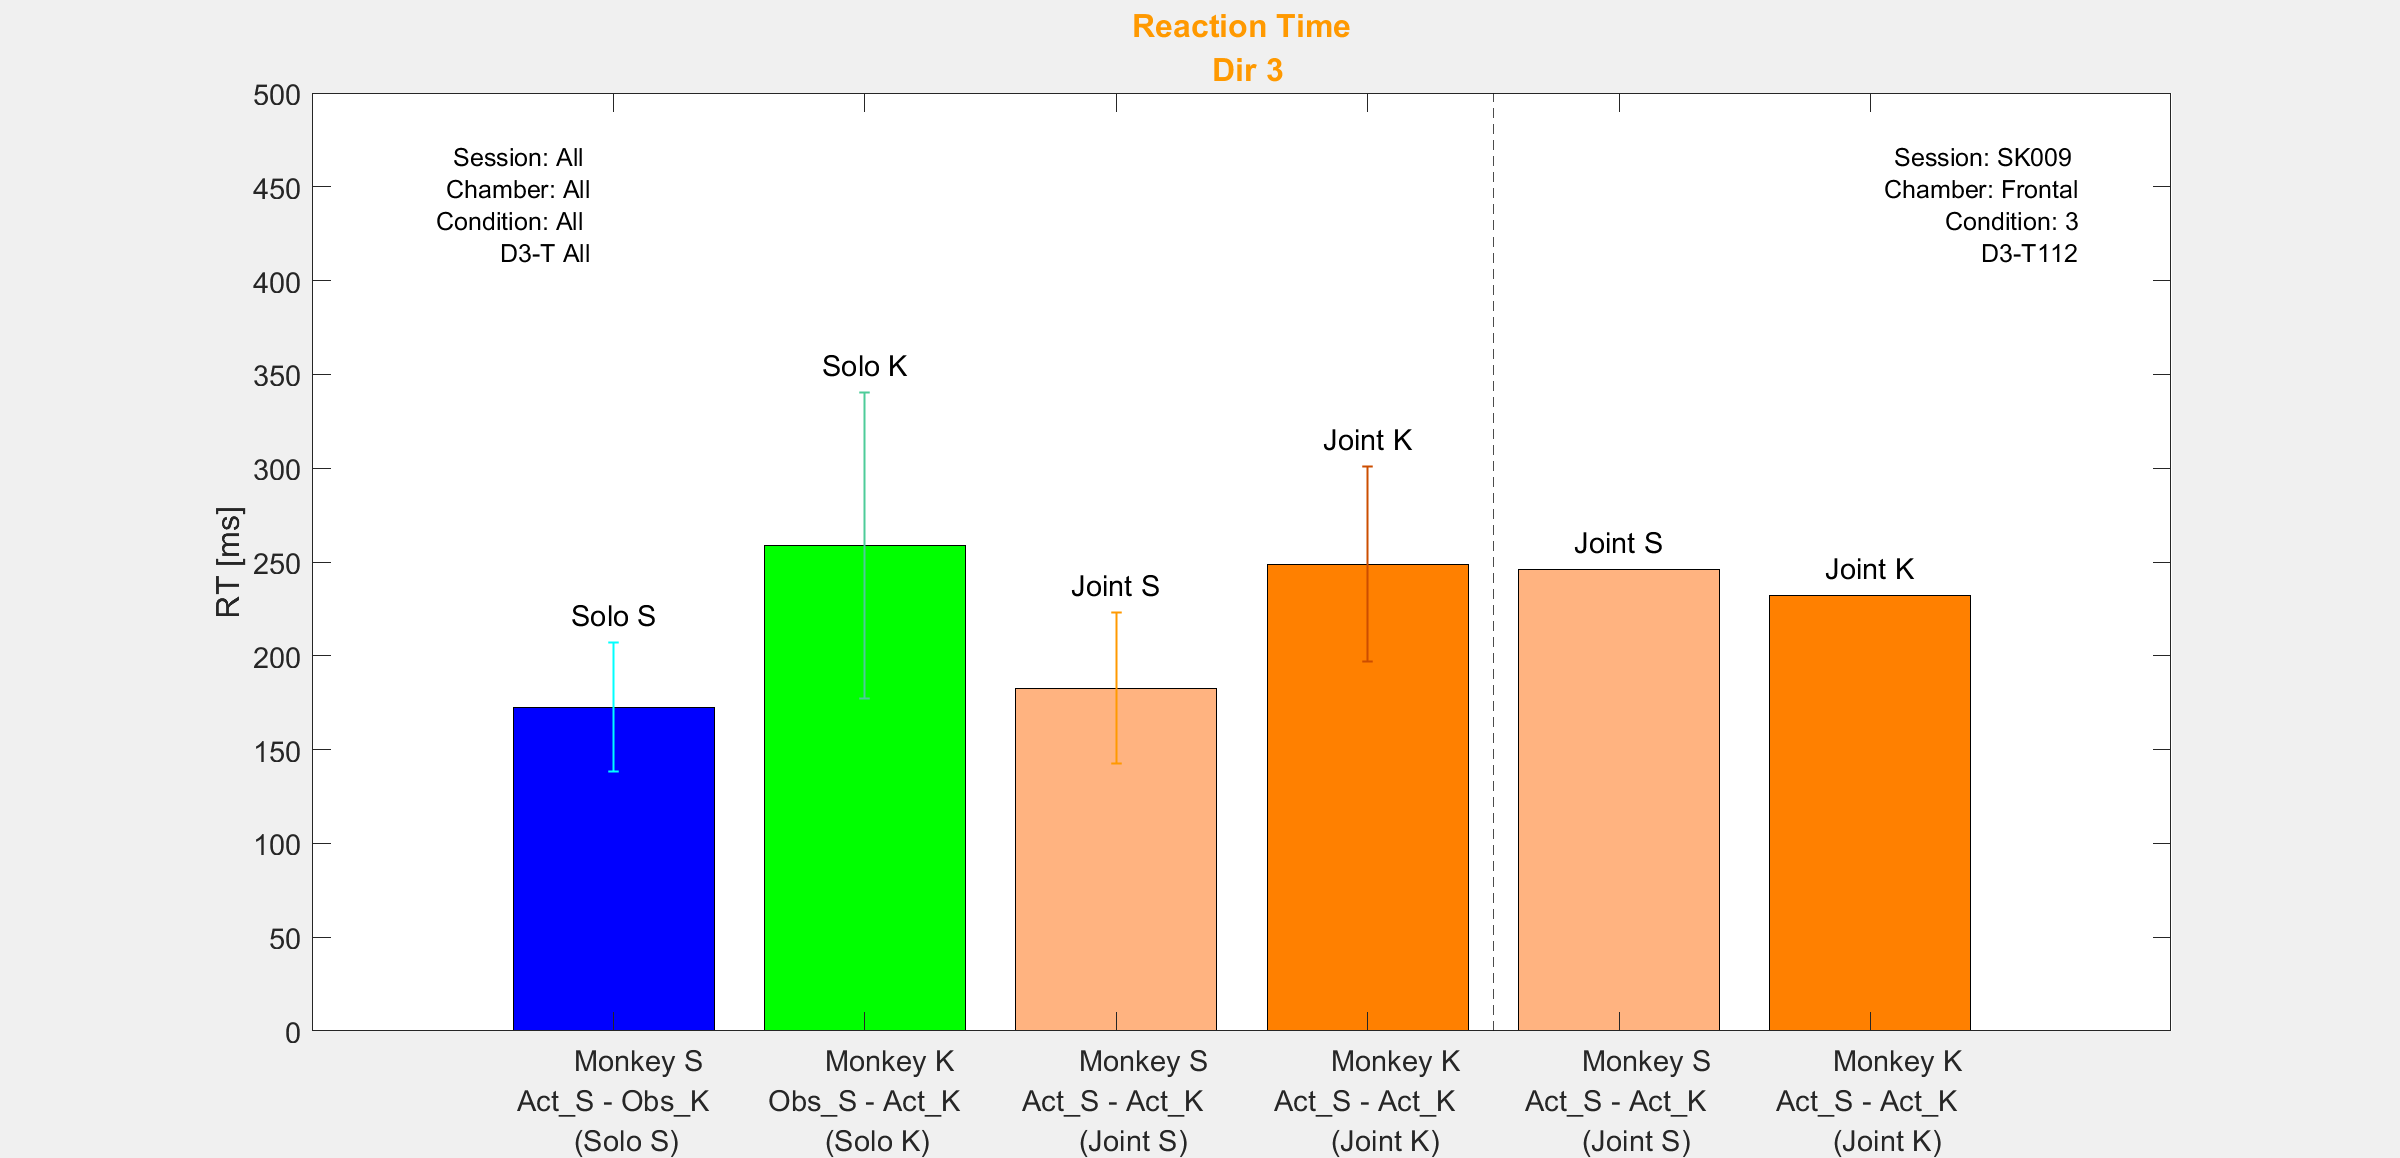 Reaction Time
Dir 3
500
450
400
350
300
250
200
150
100
50
0
RT [ms]
Session: All
Chamber: All
Condition: All
D3-T All
Session: SK009
Chamber: Frontal
Condition: 3
D3-T112
Solo S
Solo K
Joint S
Joint K
Joint S
Joint K
Monkey S
Act_S - Obs_K
(Solo S)
Monkey K
Obs_S - Act_K
(Solo K)
Monkey S
Act_S - Act_K
(Joint S)
Monkey K
Act_S - Act_K
(Joint K)
Monkey S
Act_S - Act_K
(Joint S)
Monkey K
Act_S - Act_K
(Joint K)